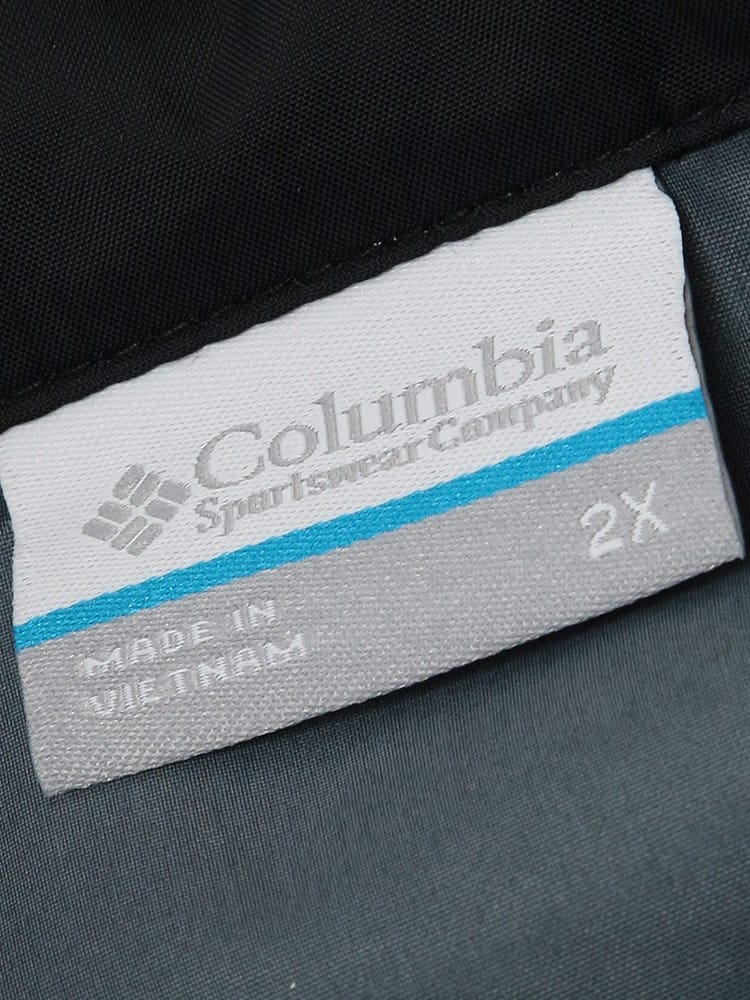 Columbia
Sportswear Company
2X
MADE IN
VIETNAM